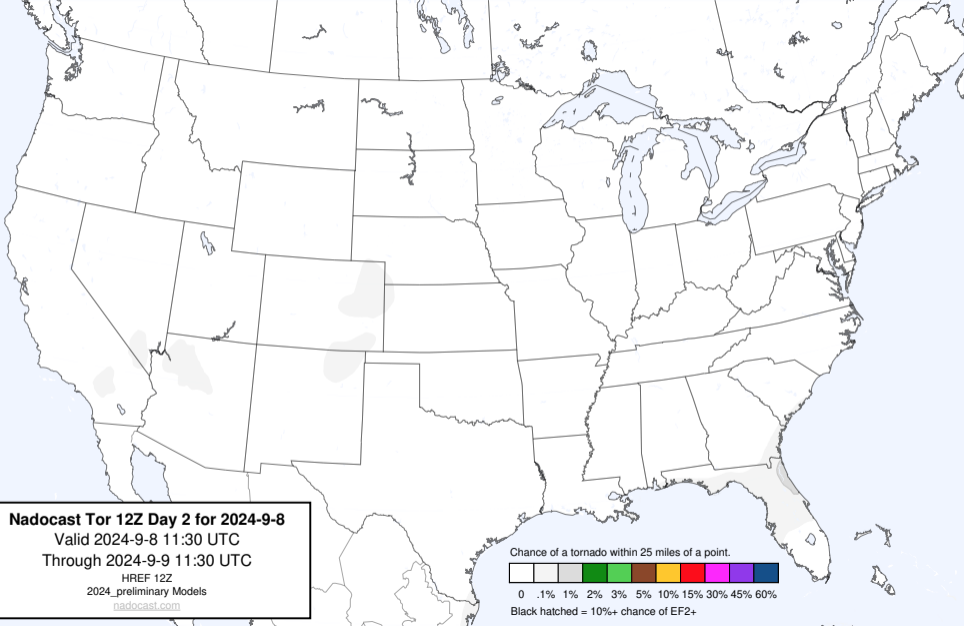 Nadocast Tor 12Z Day 2 for 2024-9-8
Valid 2024-9-8 11:30 UTC
Through 2024-9-9 11:30 UTC
HREF 12Z
2024_preliminary Models
nadocast.com
Chance of a tornado within 25 miles of a point.
0 .1% 1% 2% 3% 5% 10% 15% 30% 45% 60%
Black hatched = 10%+ chance of EF2+